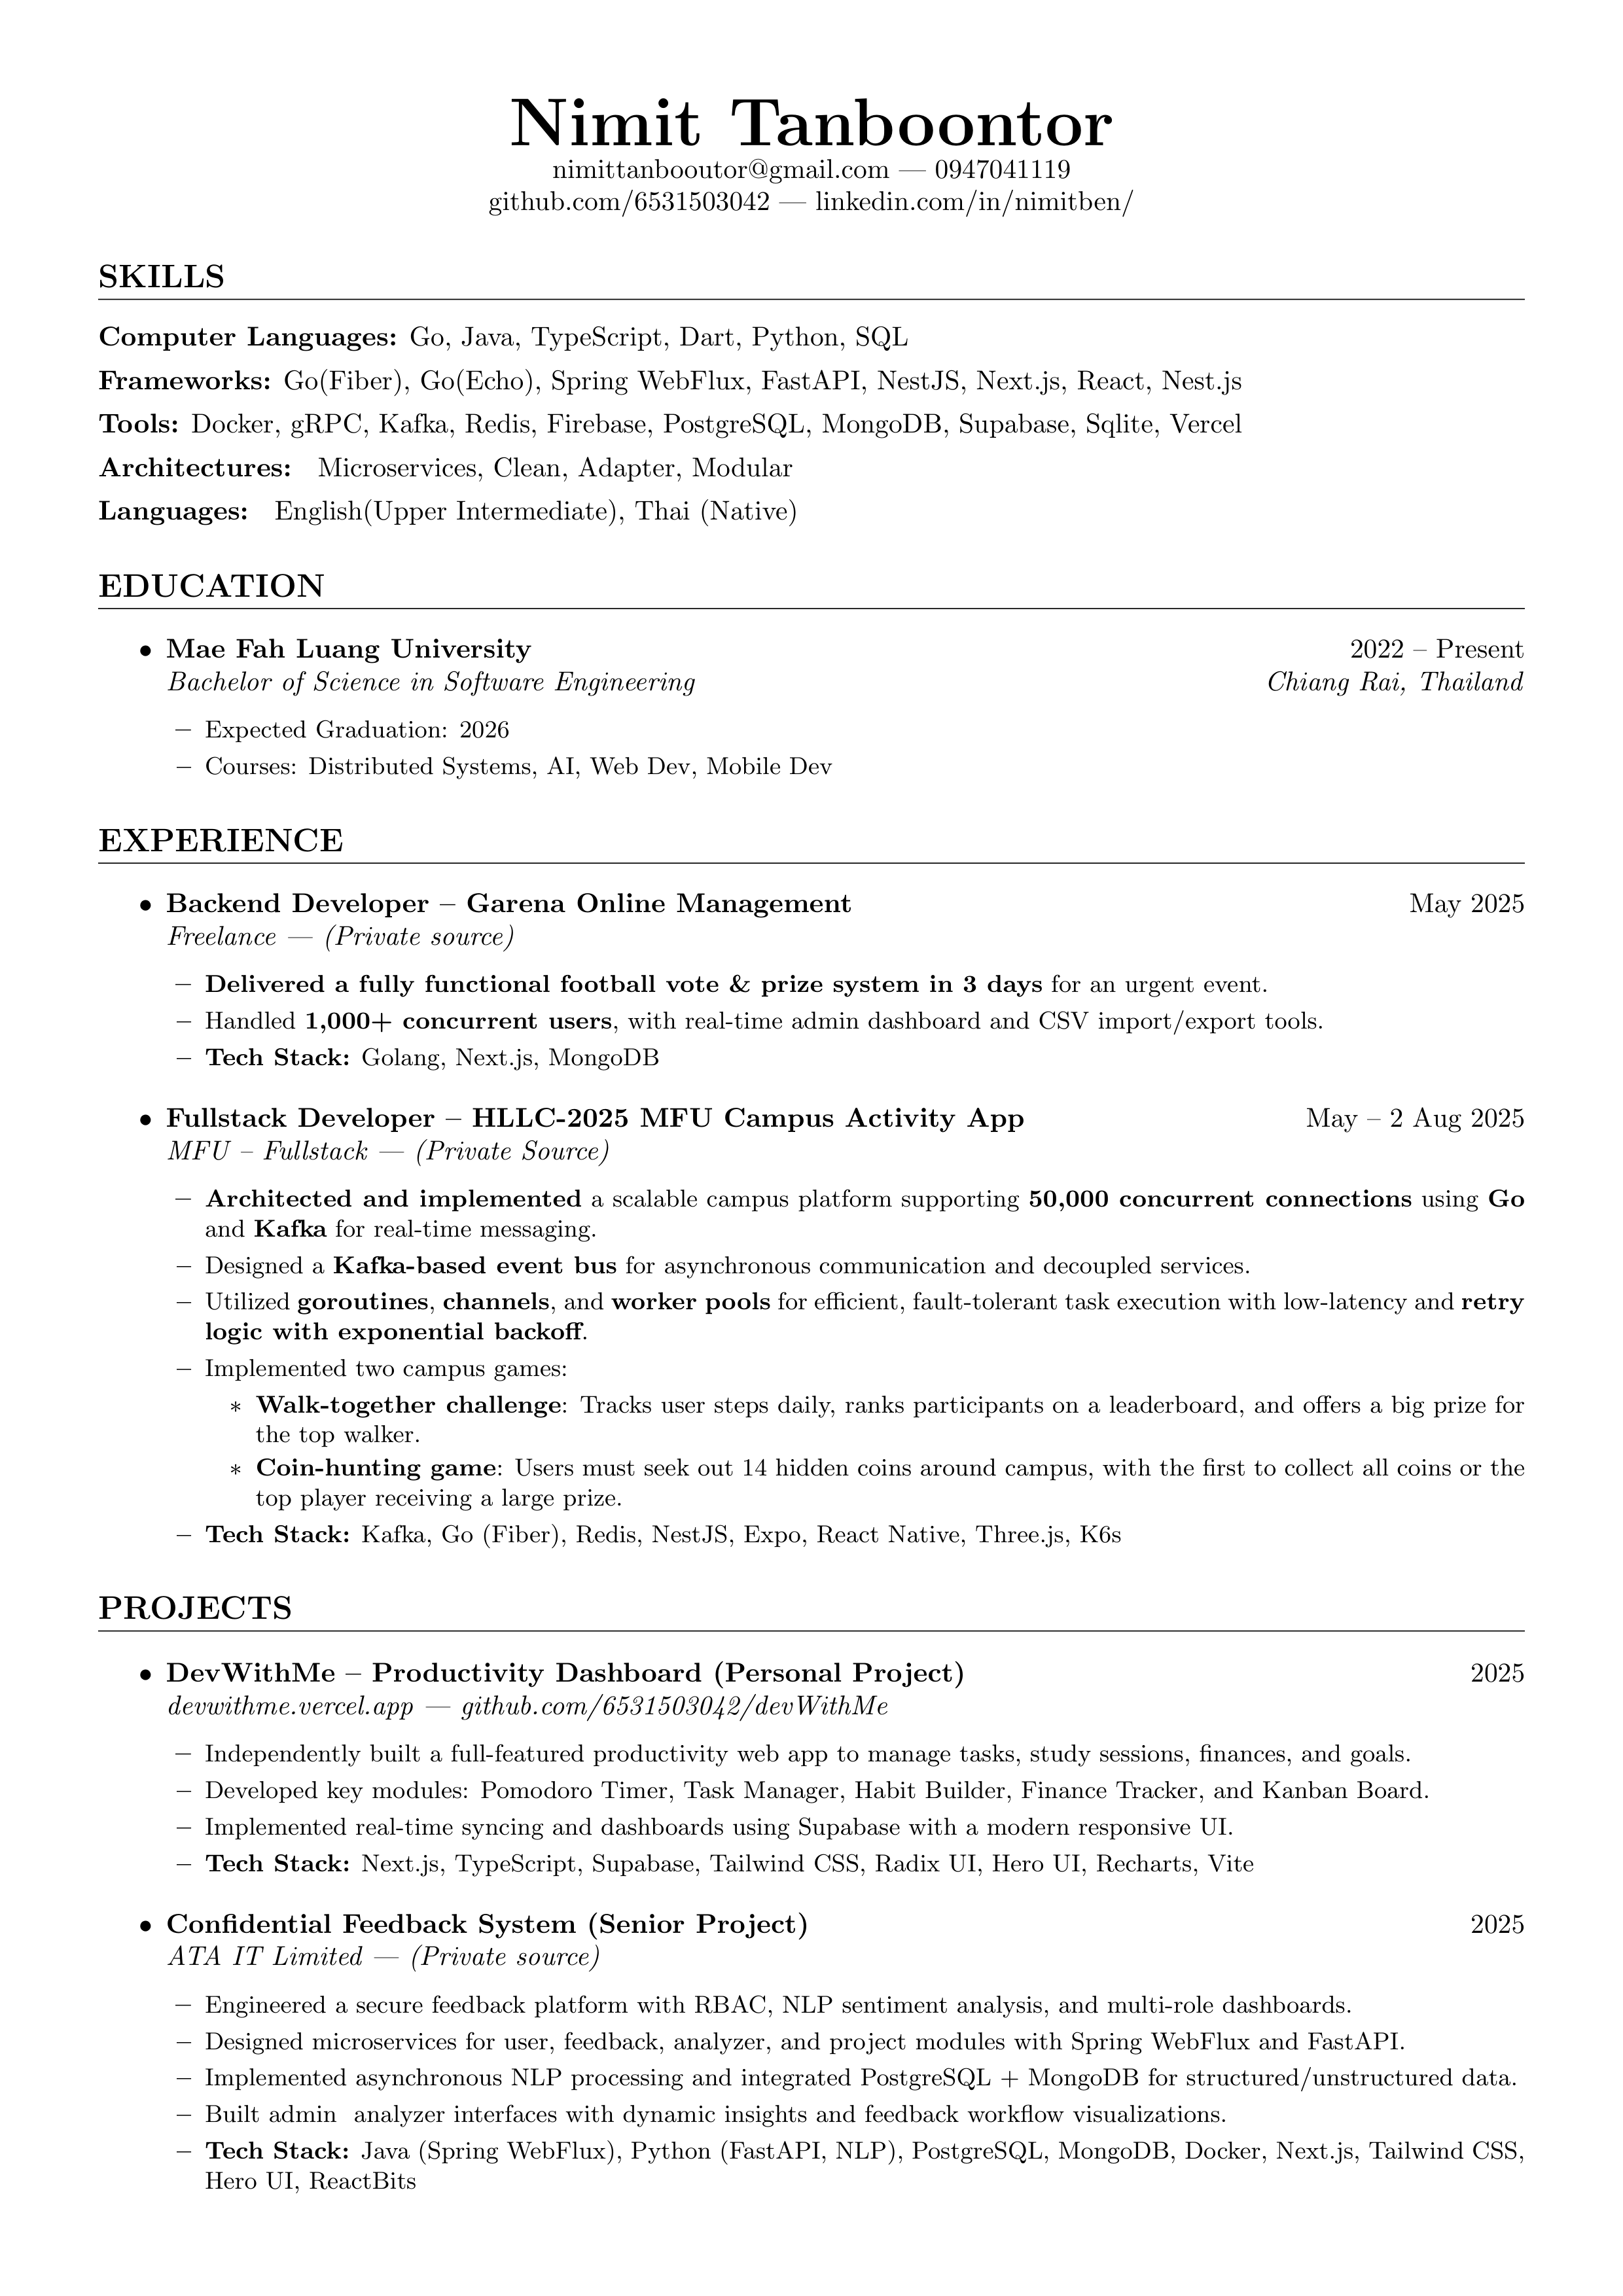 Nimit Tanboontor
nimittanbooutor@gmail.com — 0947041119
github.com/6531503042 — linkedin.com/in/nimitben/
SKILLS
Computer Languages: Go, Java, TypeScript, Dart, Python, SQL
Frameworks: Go(Fiber), Go(Echo), Spring WebFlux, FastAPI, NestJS, Next.js, React, Nest.js
Tools: Docker, gRPC, Kafka, Redis, Firebase, PostgreSQL, MongoDB, Supabase, Sqlite, Vercel
Architectures: Microservices, Clean, Adapter, Modular
Languages: English(Upper Intermediate), Thai (Native)
EDUCATION
• Mae Fah Luang University 2022 – Present
Bachelor of Science in Software Engineering Chiang Rai, Thailand
– Expected Graduation: 2026
– Courses: Distributed Systems, AI, Web Dev, Mobile Dev
EXPERIENCE
• Backend Developer – Garena Online Management May 2025
Freelance — (Private source)
– Delivered a fully functional football vote & prize system in 3 days for an urgent event.
– Handled 1,000+ concurrent users, with real-time admin dashboard and CSV import/export tools.
– Tech Stack: Golang, Next.js, MongoDB
• Fullstack Developer – HLLC-2025 MFU Campus Activity App May – 2 Aug 2025
MFU – Fullstack — (Private Source)
– Architected and implemented a scalable campus platform supporting 50,000 concurrent connections using Go
and Kafka for real-time messaging.
– Designed a Kafka-based event bus for asynchronous communication and decoupled services.
– Utilized goroutines, channels, and worker pools for efficient, fault-tolerant task execution with low-latency and retry
logic with exponential backoff.
– Implemented two campus games:
* Walk-together challenge: Tracks user steps daily, ranks participants on a leaderboard, and offers a big prize for
the top walker.
* Coin-hunting game: Users must seek out 14 hidden coins around campus, with the first to collect all coins or the
top player receiving a large prize.
– Tech Stack: Kafka, Go (Fiber), Redis, NestJS, Expo, React Native, Three.js, K6s
PROJECTS
• DevWithMe – Productivity Dashboard (Personal Project) 2025
devwithme.vercel.app — github.com/6531503042/devWithMe
– Independently built a full-featured productivity web app to manage tasks, study sessions, finances, and goals.
– Developed key modules: Pomodoro Timer, Task Manager, Habit Builder, Finance Tracker, and Kanban Board.
– Implemented real-time syncing and dashboards using Supabase with a modern responsive UI.
– Tech Stack: Next.js, TypeScript, Supabase, Tailwind CSS, Radix UI, Hero UI, Recharts, Vite
• Confidential Feedback System (Senior Project) 2025
ATA IT Limited — (Private source)
– Engineered a secure feedback platform with RBAC, NLP sentiment analysis, and multi-role dashboards.
– Designed microservices for user, feedback, analyzer, and project modules with Spring WebFlux and FastAPI.
– Implemented asynchronous NLP processing and integrated PostgreSQL + MongoDB for structured/unstructured data.
– Built admin analyzer interfaces with dynamic insights and feedback workflow visualizations.
– Tech Stack: Java (Spring WebFlux), Python (FastAPI, NLP), PostgreSQL, MongoDB, Docker, Next.js, Tailwind CSS,
Hero UI, ReactBits